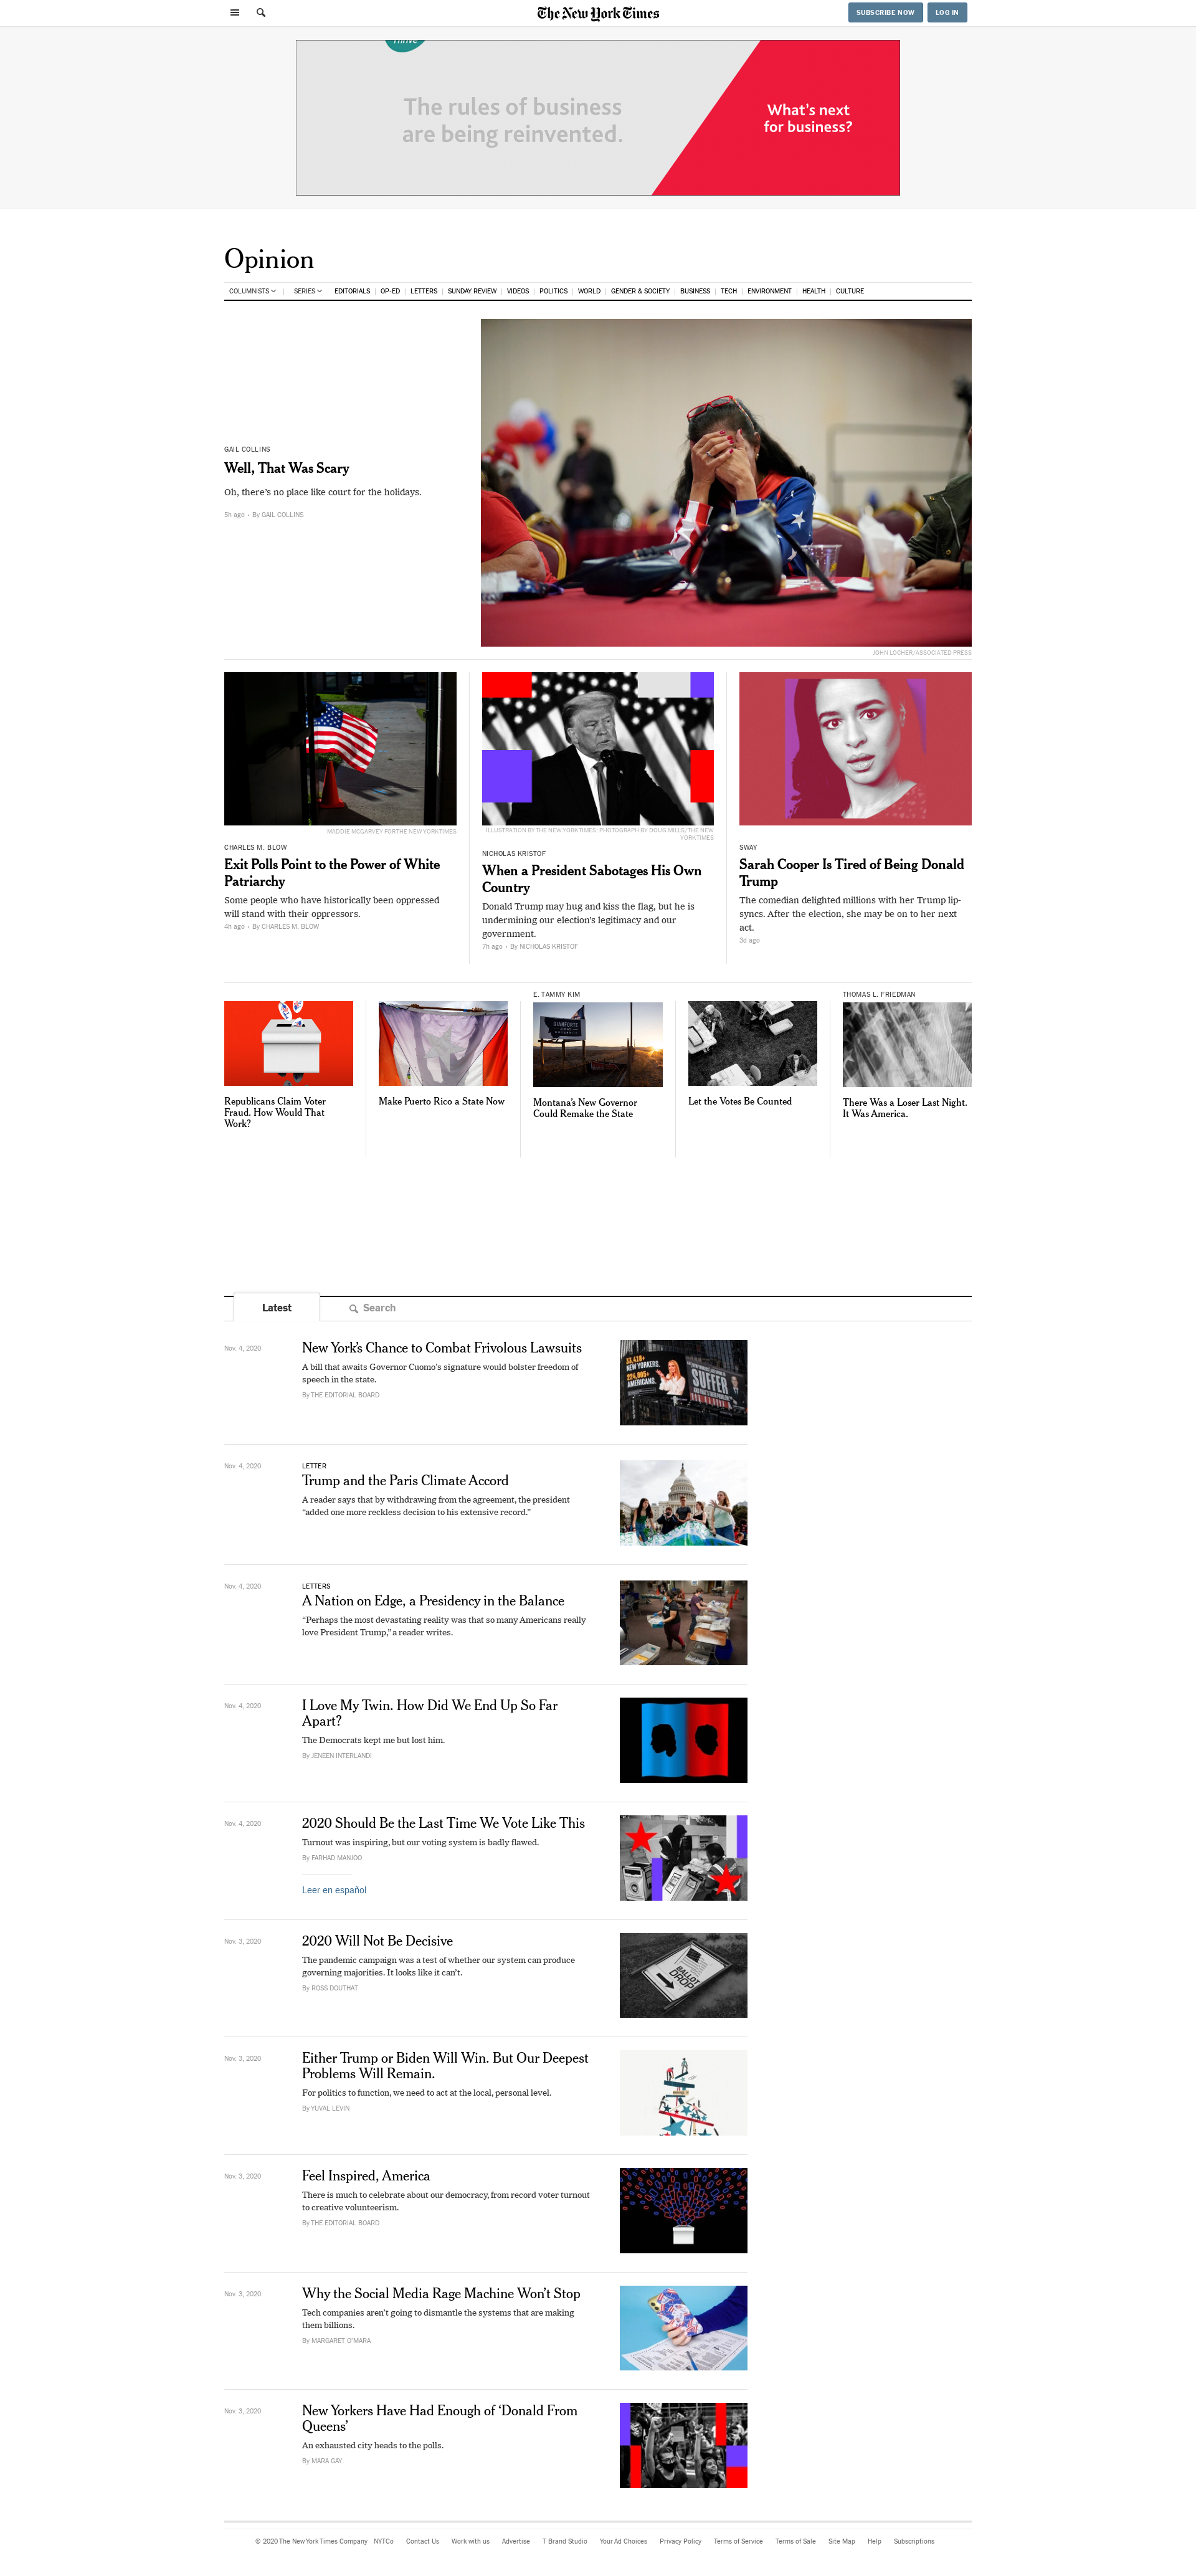 The New York Times
SUBSCRIBE NOW
LOG IN
Thrive
The rules of business
are being reinvented.
What's next
for business?
Opinion
COLUMNISTS SERIES EDITORIALS OP-ED LETTERS SUNDAY REVIEW VIDEOS POLITICS WORLD GENDER & SOCIETY BUSINESS TECH ENVIRONMENT HEALTH CULTURE
GAIL COLLINS
Well, That Was Scary
Oh, there's no place like court for the holidays.
5h ago • By GAIL COLLINS
JOHN LOCHER/ASSOCIATED PRESS
MADDIE MCGARVEY FOR THE NEW YORK TIMES
CHARLES M. BLOW
Exit Polls Point to the Power of White
Patriarchy
Some people who have historically been oppressed
will stand with their oppressors.
4h ago • By CHARLES M. BLOW
ILLUSTRATION BY THE NEW YORK TIMES; PHOTOGRAPH BY DOUG MILLS/THE NEW
YORK TIMES
NICHOLAS KRISTOF
When a President Sabotages His Own
Country
Donald Trump may hug and kiss the flag, but he is
undermining our election's legitimacy and our
government.
7h ago • By NICHOLAS KRISTOF
SWAY
Sarah Cooper Is Tired of Being Donald
Trump
The comedian delighted millions with her Trump lip-
syncs. After the election, she may be on to her next
act.
3d ago
Republicans Claim Voter
Fraud. How Would That
Work?
Make Puerto Rico a State Now
E. TAMMY KIM
GIANFORTE
Montana's New Governor
Could Remake the State
Let the Votes Be Counted
THOMAS L. FRIEDMAN
There Was a Loser Last Night.
It Was America.
Latest
Search
Nov. 4, 2020
New York's Chance to Combat Frivolous Lawsuits
A bill that awaits Governor Cuomo's signature would bolster freedom of
speech in the state.
By THE EDITORIAL BOARD
33,418+
NEW YORKERS.
224,005+
AMERICANS.
SUFFER
Nov. 4, 2020
LETTER
Trump and the Paris Climate Accord
A reader says that by withdrawing from the agreement, the president
“added one more reckless decision to his extensive record.”
Nov. 4, 2020
LETTERS
A Nation on Edge, a Presidency in the Balance
“Perhaps the most devastating reality was that so many Americans really
love President Trump,” a reader writes.
Nov. 4, 2020
I Love My Twin. How Did We End Up So Far
Apart?
The Democrats kept me but lost him.
By JENEEN INTERLANDI
Nov. 4, 2020
2020 Should Be the Last Time We Vote Like This
Turnout was inspiring, but our voting system is badly flawed.
By FARHAD MANJOO
Leer en español
Nov. 3, 2020
2020 Will Not Be Decisive
The pandemic campaign was a test of whether our system can produce
governing majorities. It looks like it can't.
By ROSS DOUTHAT
BALLOT
DROP
Nov. 3, 2020
Either Trump or Biden Will Win. But Our Deepest
Problems Will Remain.
For politics to function, we need to act at the local, personal level.
By YUVAL LEVIN
Nov. 3, 2020
Feel Inspired, America
There is much to celebrate about our democracy, from record voter turnout
to creative volunteerism.
By THE EDITORIAL BOARD
Nov. 3, 2020
Why the Social Media Rage Machine Won't Stop
Tech companies aren't going to dismantle the systems that are making
them billions.
By MARGARET O'MARA
Nov. 3, 2020
New Yorkers Have Had Enough of ‘Donald From
Queens’
An exhausted city heads to the polls.
By MARA GAY
© 2020 The New York Times Company NYTCo Contact Us Work with us Advertise T Brand Studio Your Ad Choices Privacy Policy Terms of Service Terms of Sale Site Map Help Subscriptions